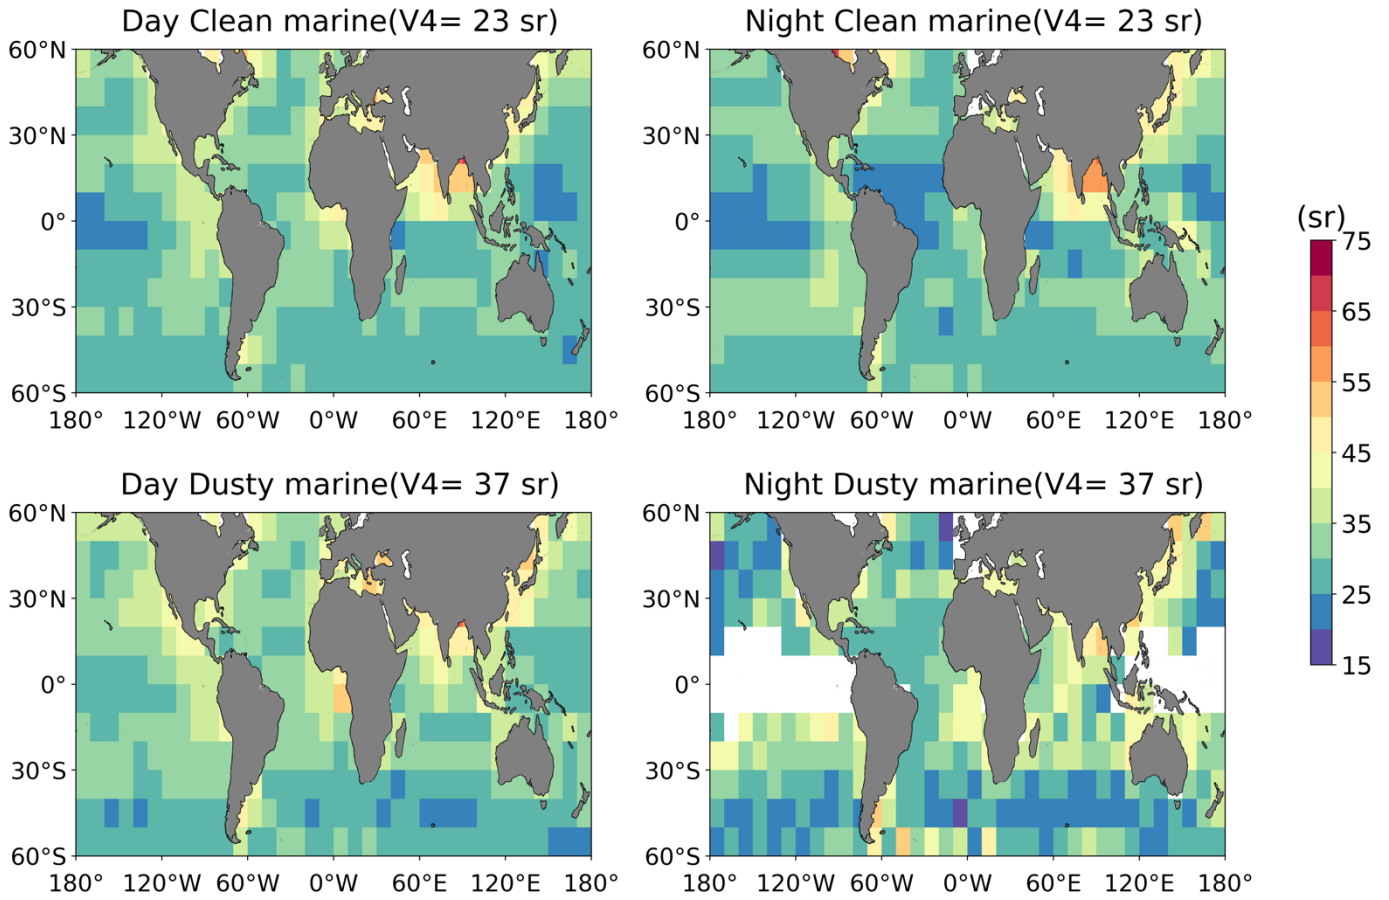 Day Clean marine(V4= 23 sr)
Night Clean marine(V4= 23 sr)
60°N
30°N
0°
30°S
60°S
180°
120°W
60°W
0°W
60°E
120°E
180°
60°N
30°N
0°
30°S
60°S
180°
120°W
60°W
0°W
60°E
120°E
180°
Day Dusty marine(V4= 37 sr)
Night Dusty marine(V4= 37 sr)
60°N
30°N
0°
30°S
60°S
180°
120°W
60°W
0°W
60°E
120°E
180°
60°N
30°N
0°
30°S
60°S
180°
120°W
60°W
0°W
60°E
120°E
180°
(sr)
75
65
55
45
35
25
15